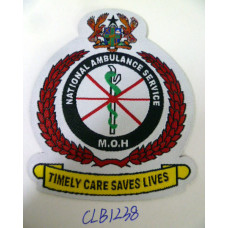 NATIONAL AMBULANCE SERVICE
M.O.H
TIMELY CARE SAVES LIVES
CLB1238